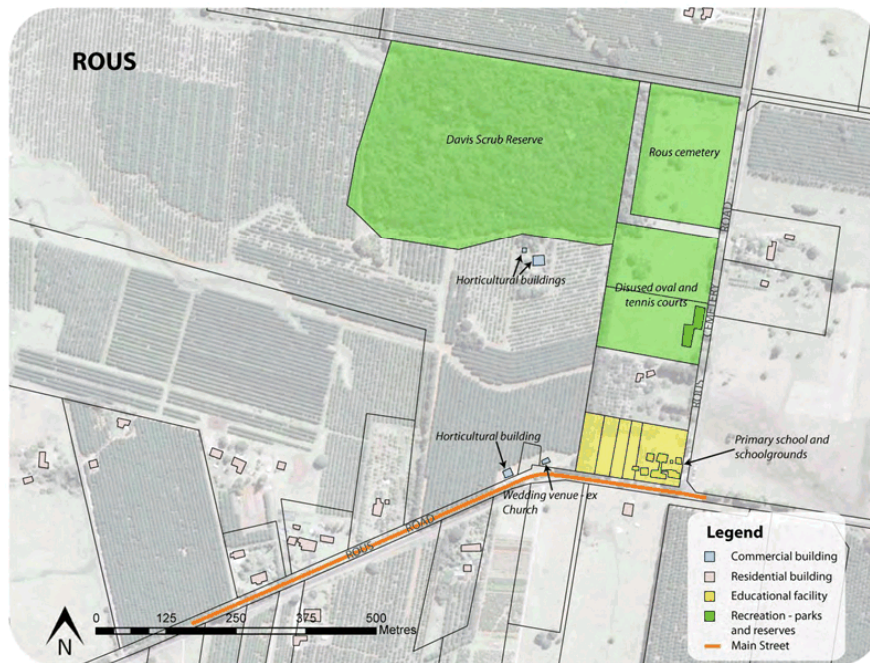 ROUS
Davis Scrub Reserve
Rous cemetery
Horticultural buildings
Disused oval and
tennis courts
ROUS CEMETERY ROAD
Horticultural building
Primary school and
schoolgrounds
Wedding venue - ex
Church
ROUS ROAD
Legend
Commercial building
Residential building
Educational facility
Recreation - parks
and reserves
Main Street
0 125 250 375 500
Metres
N